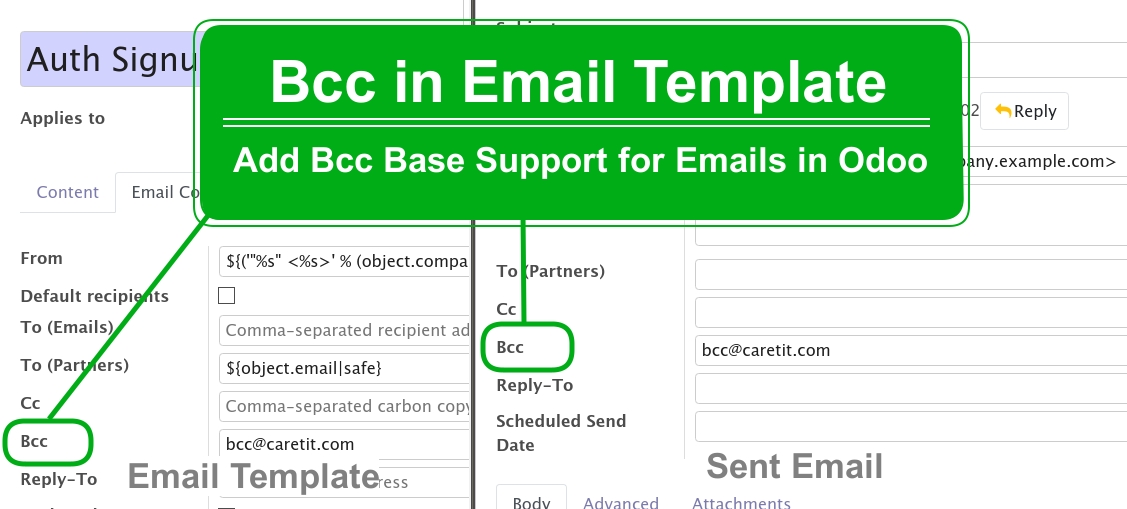 Auth Signu
Bcc in Email Template
Add Bcc Base Support for Emails in Odoo
Applies to
Content
Email Co
From
${('"%s" <%s>' % (object.compa
Default recipients
To (Emails)
Comma-separated recipient ad
To (Partners)
${object.email|safe}
Cc
Comma-separated carbon copy
Bcc
bcc@caretit.com
Reply-To
ress
Email Template
02
Reply
pany.example.com>
To (Partners)
Cc
Bcc
bcc@caretit.com
Reply-To
Scheduled Send
Date
Sent Email
Body
Advanced
Attachments